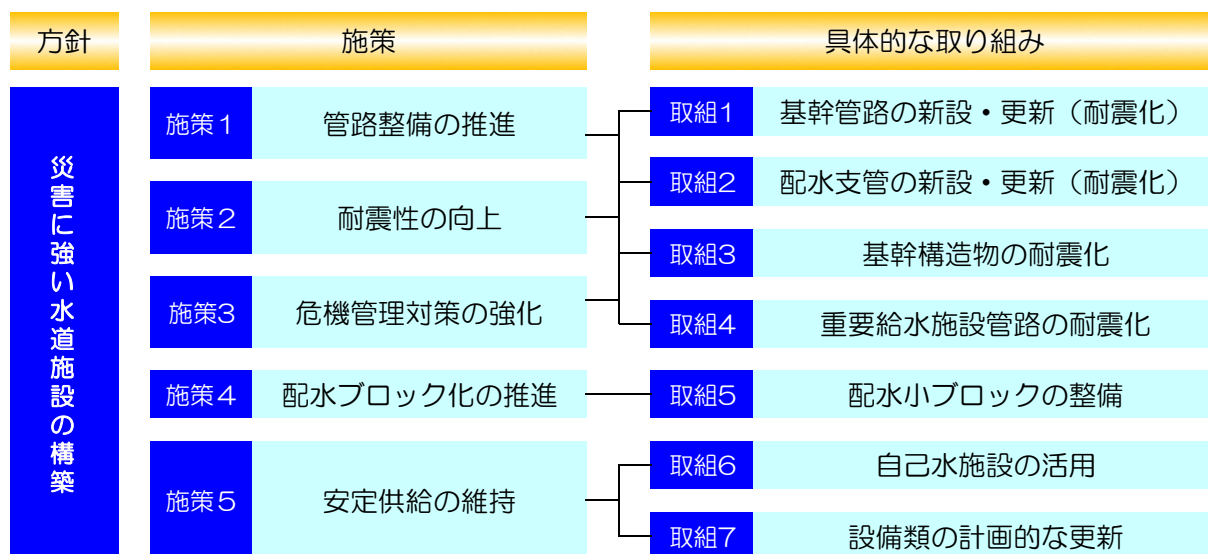 方針
施策
具体的な取り組み
災害に強い水道施設の構築
施策1
管路整備の推進
施策2
耐震性の向上
施策3
危機管理対策の強化
施策4
配水ブロック化の推進
施策5
安定供給の維持
取組1
基幹管路の新設・更新（耐震化）
取組2
配水支管の新設・更新（耐震化）
取組3
基幹構造物の耐震化
取組4
重要給水施設管路の耐震化
取組5
配水小ブロックの整備
取組6
自己水施設の活用
取組7
設備類の計画的な更新